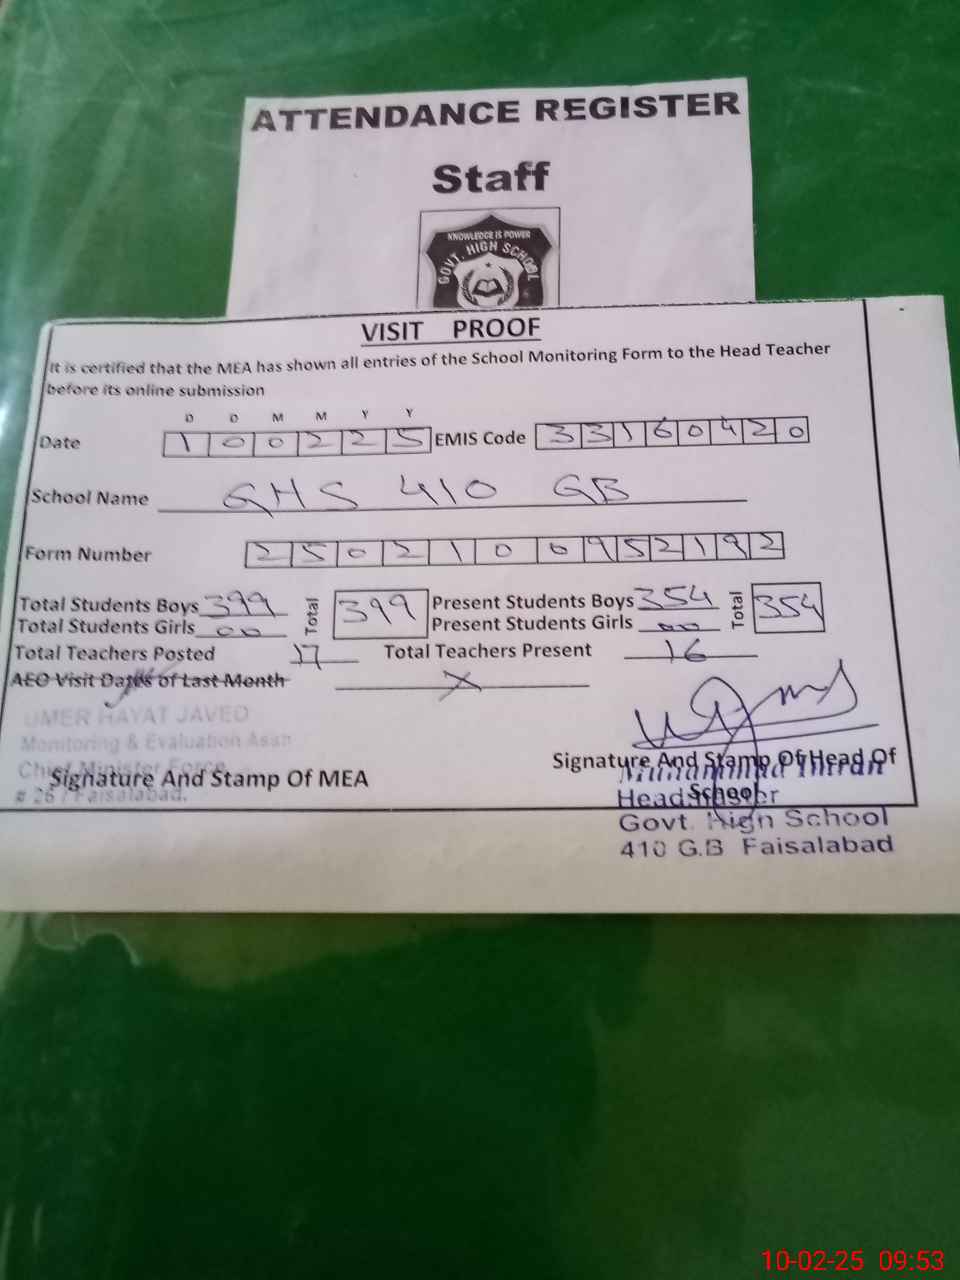 ATTENDANCE REGISTER
Staff
KNOWLEDGE IS POWER
GOVT. HIGH SCHOOL
VISIT PROOF
It is certified that the MEA has shown all entries of the School Monitoring Form to the Head Teacher
before its online submission
D D M M Y Y
Date 1 0 0 2 2 5 EMIS Code 3 3 1 6 0 4 2 0
School Name GHS 410 GB
Form Number 2 5 0 2 1 0 0 9 5 2 1 9 2
Total Students Boys 399 Total 399 Present Students Boys 354 Total 354
Total Students Girls 00 Present Students Girls 00
Total Teachers Posted 17 Total Teachers Present 16
AEO Visit Dates of Last Month X
UMER HAYAT JAVED
Monitoring & Evaluation
Chief Minister Force
Faisalabad.
Signature And Stamp Of MEA
Signature And Stamp Of Head Of
School
Muhammad Imran
Head Master
Govt. High School
410 G.B Faisalabad
10-02-25 09:53